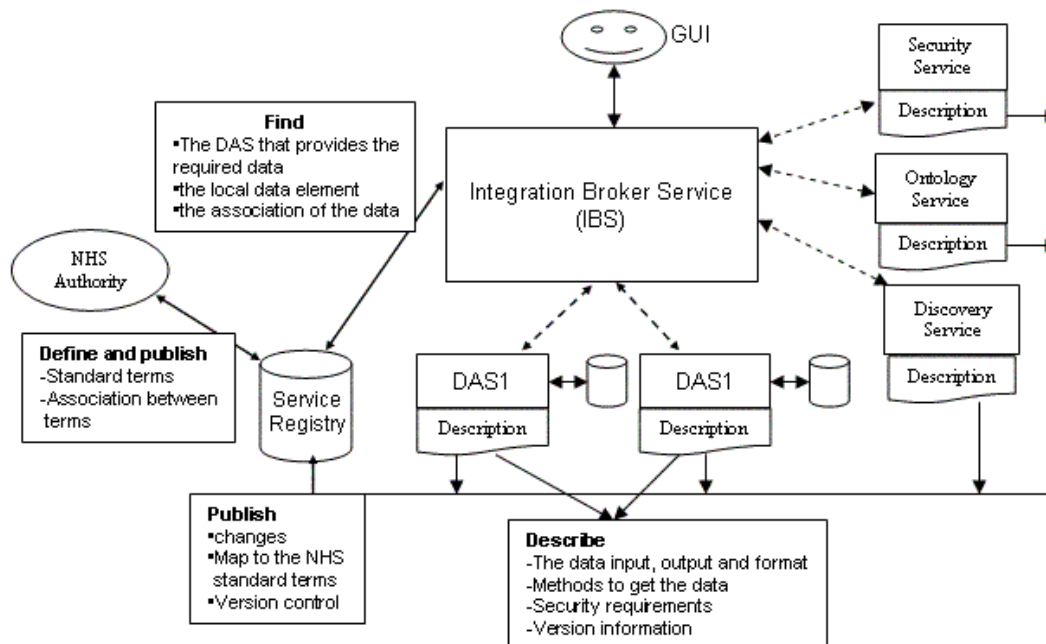 GUI
Security
Service
Description
Find
▪The DAS that provides the
required data
▪the local data element
▪the association of the data
Integration Broker Service
(IBS)
Ontology
Service
Description
NHS
Authority
Discovery
Service
Description
Define and publish
-Standard terms
-Association between
terms
Service
Registry
DAS1
Description
DAS1
Description
Publish
▪changes
▪Map to the NHS
standard terms
▪Version control
Describe
-The data input, output and format
-Methods to get the data
-Security requirements
-Version information